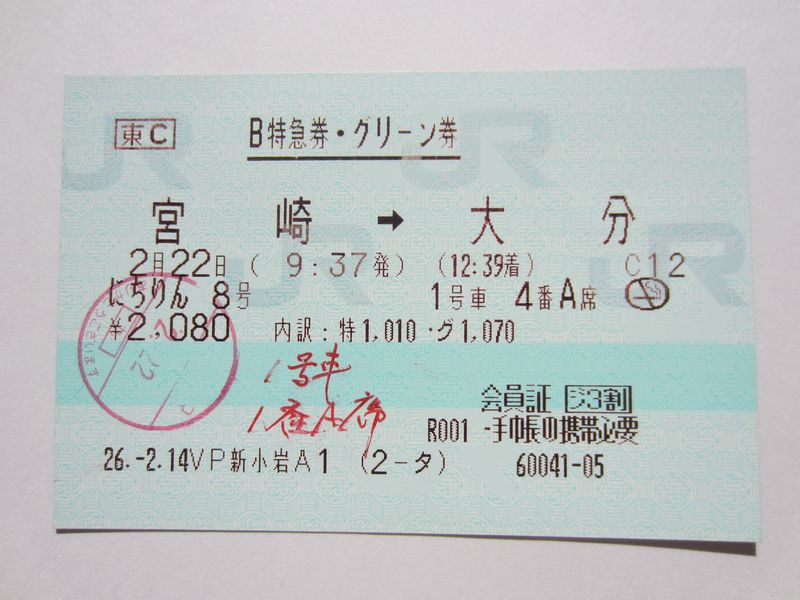 東C B特急券・グリーン券
宮崎 → 大分
2月22日 ( 9:37発) (12:39着) C12
にちりん 8号 1号車 4番A席
¥2,080 内訳:特1,010・グ1,070
1号車
1番A席
会員証 ジ3割
R001 -手帳の携帯必要
26.-2.14VP新小岩A1 (2-タ) 60041-05
JR